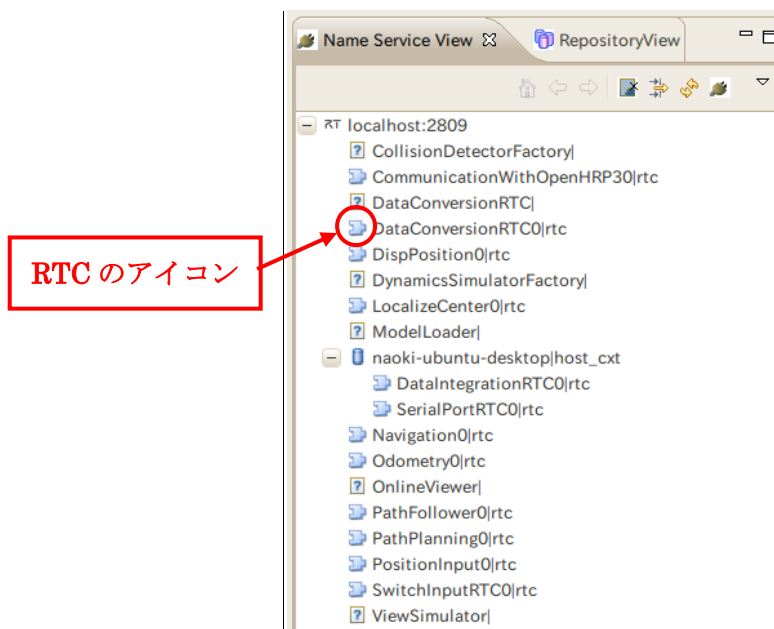 Name Service View RepositoryView
RT localhost:2809
CollisionDetectorFactory|
CommunicationWithOpenHRP30|rtc
DataConversionRTC|
DataConversionRTC0|rtc
DispPosition0|rtc
RTC のアイコン
DynamicsSimulatorFactory|
LocalizeCenter0|rtc
ModelLoader|
naoki-ubuntu-desktop|host_cxt
DataIntegrationRTC0|rtc
SerialPortRTC0|rtc
Navigation0|rtc
Odometry0|rtc
OnlineViewer|
PathFollower0|rtc
PathPlanning0|rtc
PositionInput0|rtc
SwitchInputRTC0|rtc
ViewSimulator|